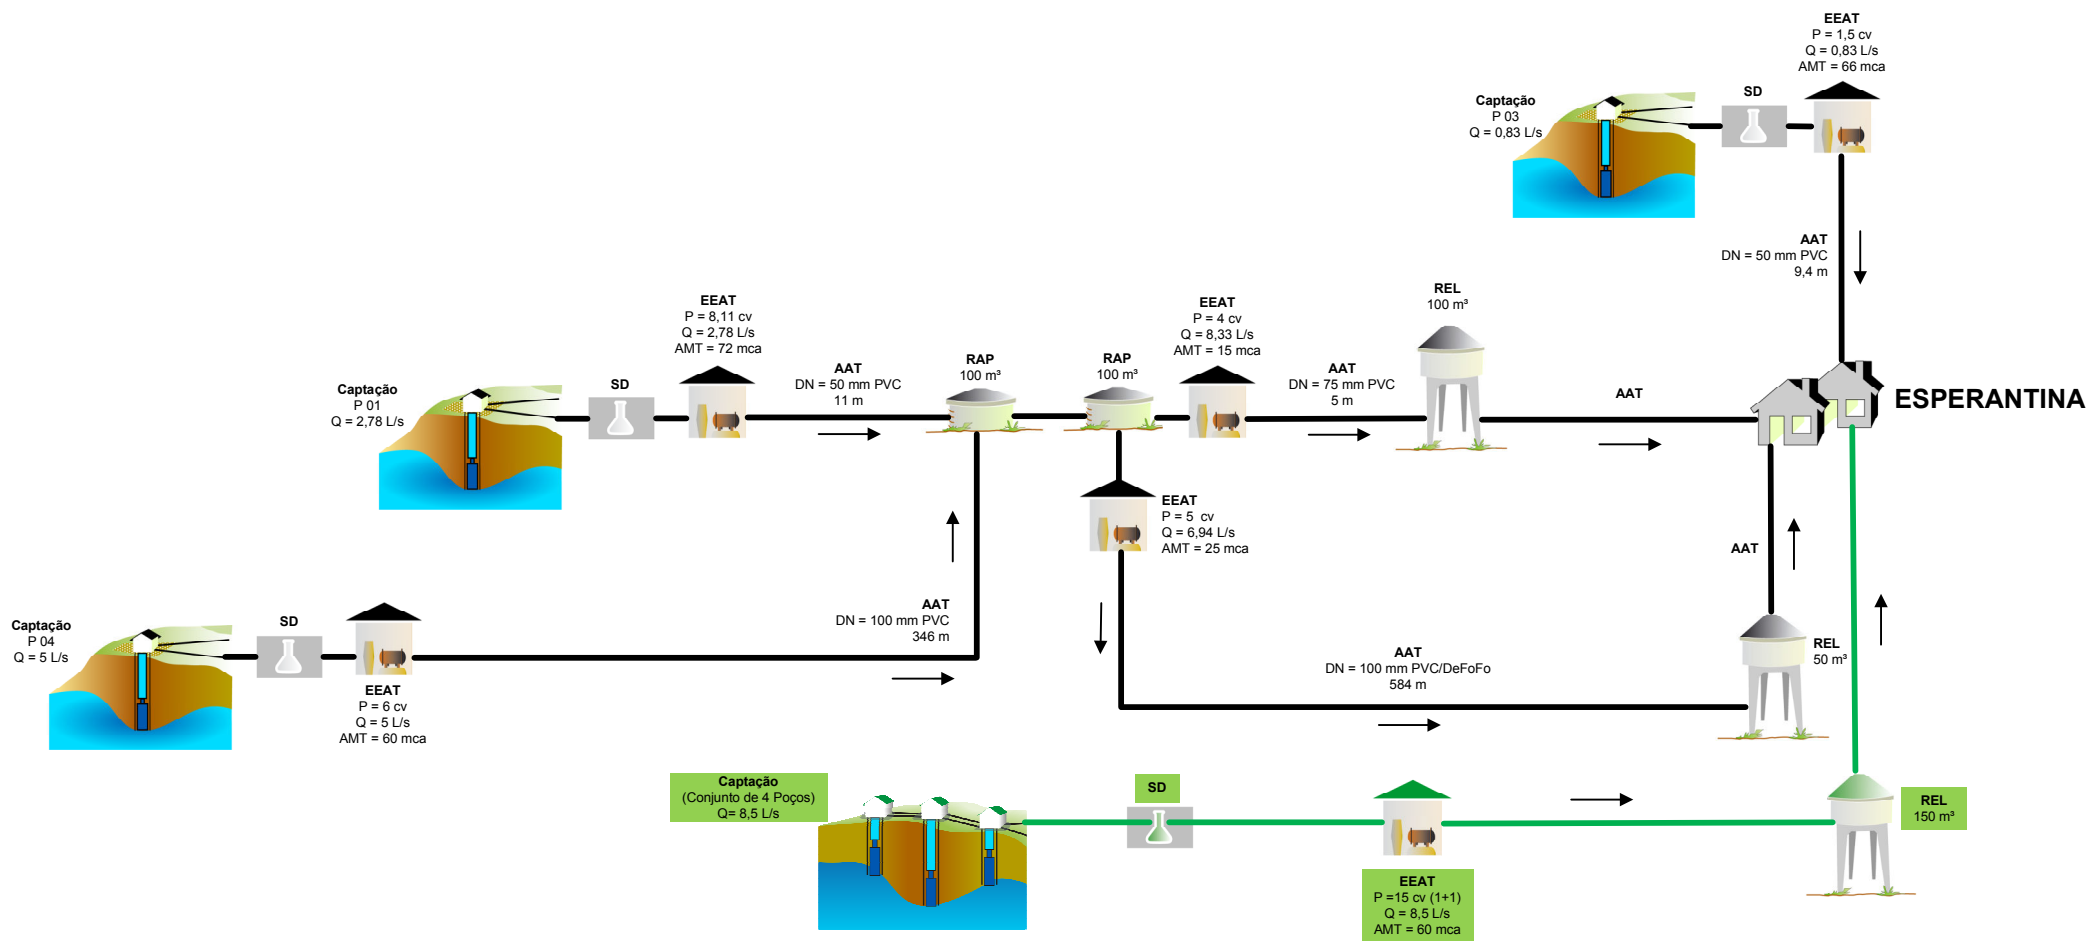 EEAT
P = 1,5 cv
Q = 0,83 L/s
AMT = 66 mca
SD
Captação
P 03
Q = 0,83 L/s
AAT
DN = 50 mm PVC
9,4 m
EEAT
P = 8,11 cv
Q = 2,78 L/s
AMT = 72 mca
EEAT
P = 4 cv
Q = 8,33 L/s
AMT = 15 mca
REL
100 m³
Captação
P 01
Q = 2,78 L/s
SD
AAT
DN = 50 mm PVC
11 m
RAP
100 m³
RAP
100 m³
AAT
DN = 75 mm PVC
5 m
AAT
ESPERANTINA
EEAT
P = 5 cv
Q = 6,94 L/s
AMT = 25 mca
AAT
Captação
P 04
Q = 5 L/s
SD
AAT
DN = 100 mm PVC
346 m
EEAT
P = 6 cv
Q = 5 L/s
AMT = 60 mca
AAT
DN = 100 mm PVC/DeFoFo
584 m
REL
50 m³
Captação
(Conjunto de 4 Poços)
Q= 8,5 L/s
SD
REL
150 m³
EEAT
P =15 cv (1+1)
Q = 8,5 L/s
AMT = 60 mca